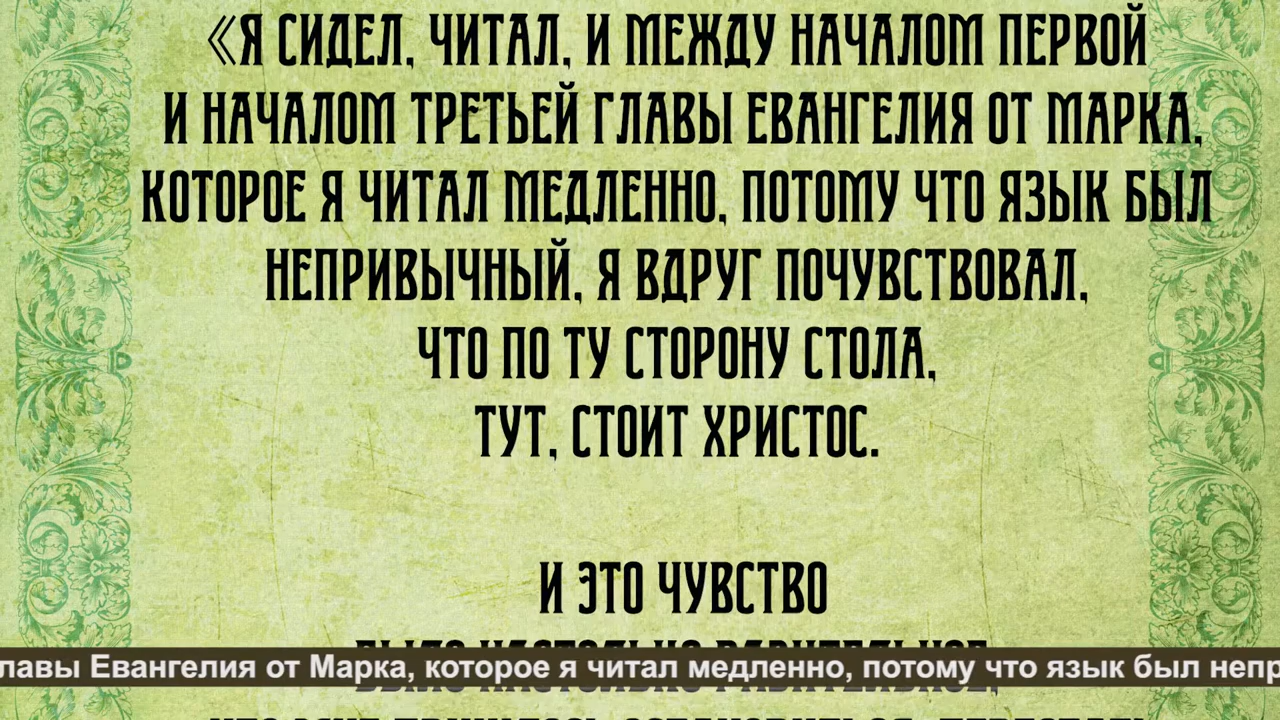 «Я СИДЕЛ, ЧИТАЛ, И МЕЖДУ НАЧАЛОМ ПЕРВОЙ
И НАЧАЛОМ ТРЕТЬЕЙ ГЛАВЫ ЕВАНГЕЛИЯ ОТ МАРКА,
КОТОРОЕ Я ЧИТАЛ МЕДЛЕННО, ПОТОМУ ЧТО ЯЗЫК БЫЛ
НЕПРИВЫЧНЫЙ, Я ВДРУГ ПОЧУВСТВОВАЛ,
ЧТО ПО ТУ СТОРОНУ СТОЛА,
ТУТ, СТОИТ ХРИСТОС.
И ЭТО ЧУВСТВО
лавы Евангелия от Марка, которое я читал медленно, потому что язык был непр